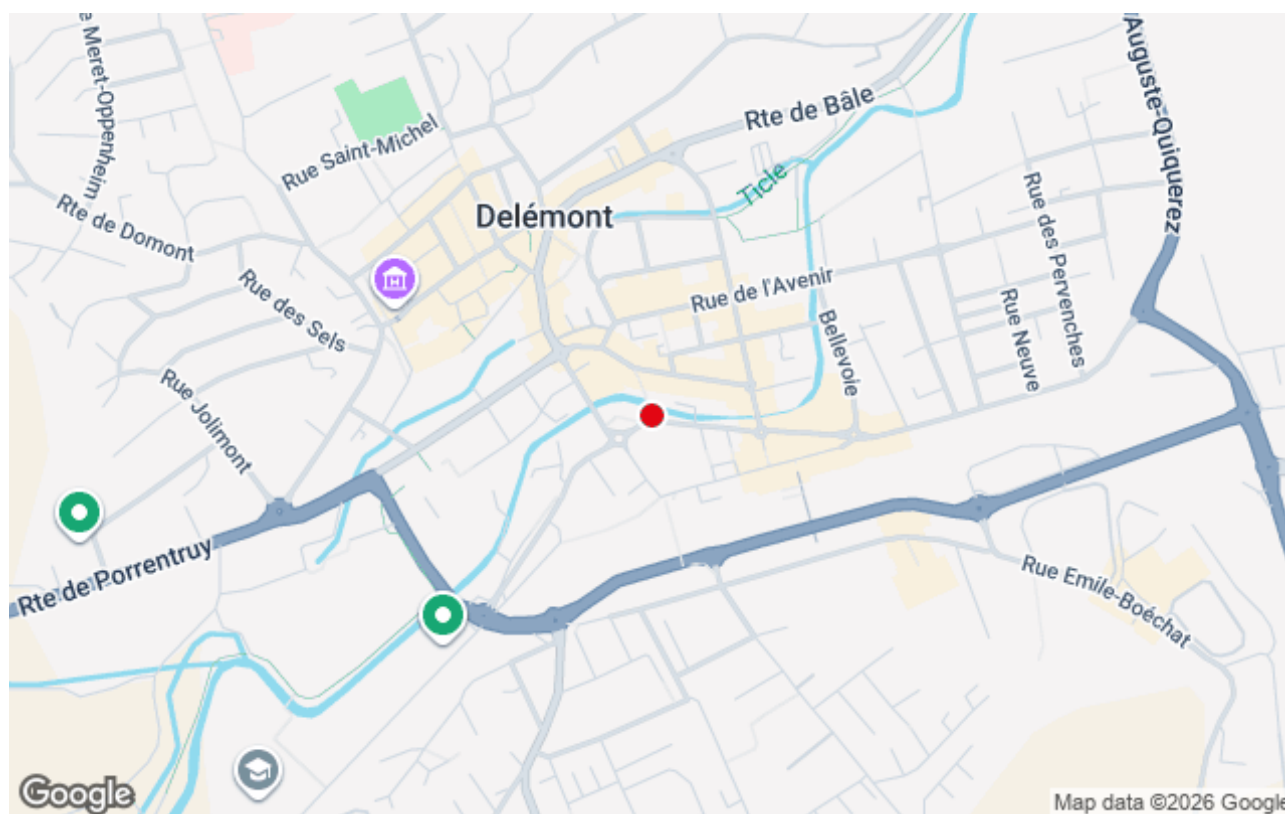 Rue Meret-Oppenheim
Rue Saint-Michel
Rte de Bâle
Auguste-Quiquerez
Ticle
Rte de Domont
Delémont
Rue des Pervenches
Rue des Sels
Rue de l'Avenir
Rue Neuve
Bellevoie
Rue Jolimont
Rte de Porrentruy
Rue Emile-Boéchat
Google
Map data ©2026 Google